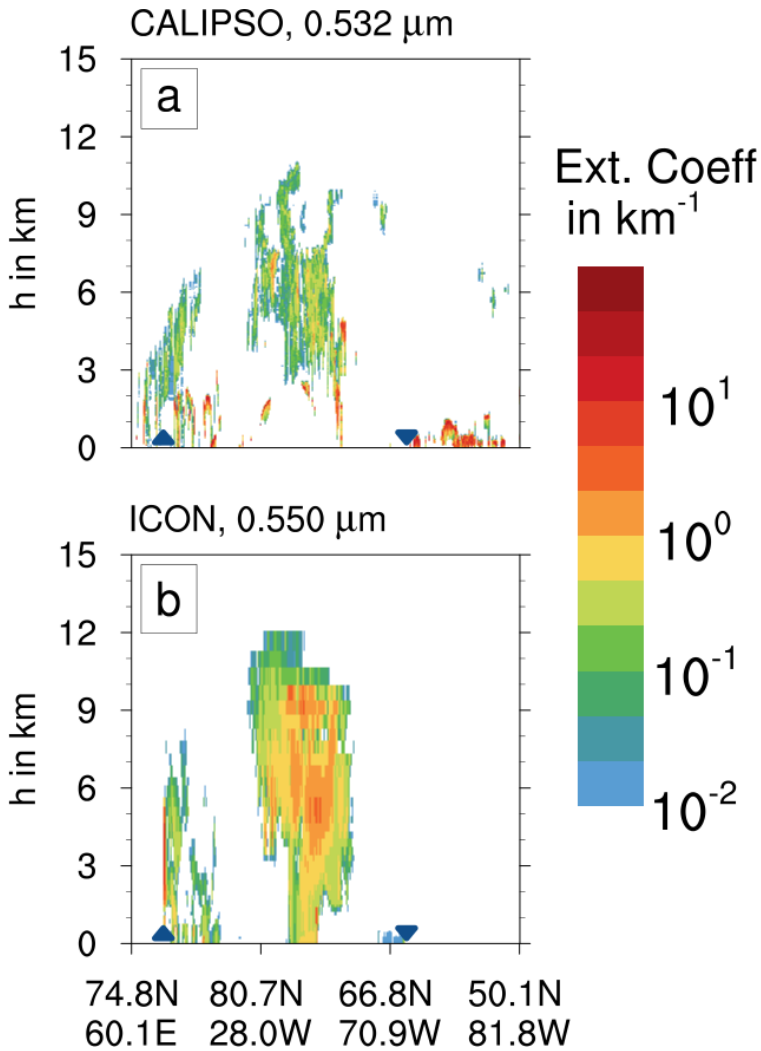 CALIPSO, 0.532 μm
a
15
12
9
6
3
0
h in km
ICON, 0.550 μm
b
15
12
9
6
3
0
h in km
74.8N 80.7N 66.8N 50.1N
60.1E 28.0W 70.9W 81.8W
Ext. Coeff
in km⁻¹
10¹
10⁰
10⁻¹
10⁻²